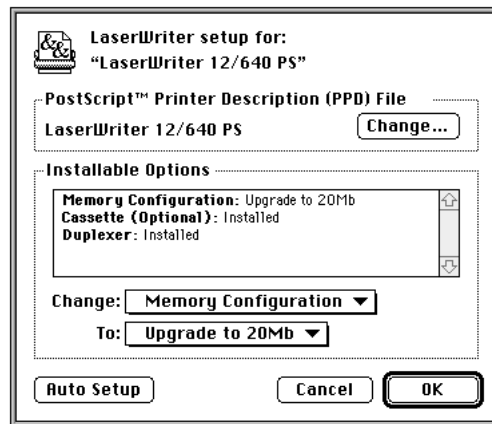 LaserWriter setup for:
“LaserWriter 12/640 PS”
PostScript™ Printer Description (PPD) File
LaserWriter 12/640 PS
Change...
Installable Options
Memory Configuration: Upgrade to 20Mb
Cassette (Optional): Installed
Duplexer: Installed
Change: Memory Configuration
To: Upgrade to 20Mb
Auto Setup Cancel OK